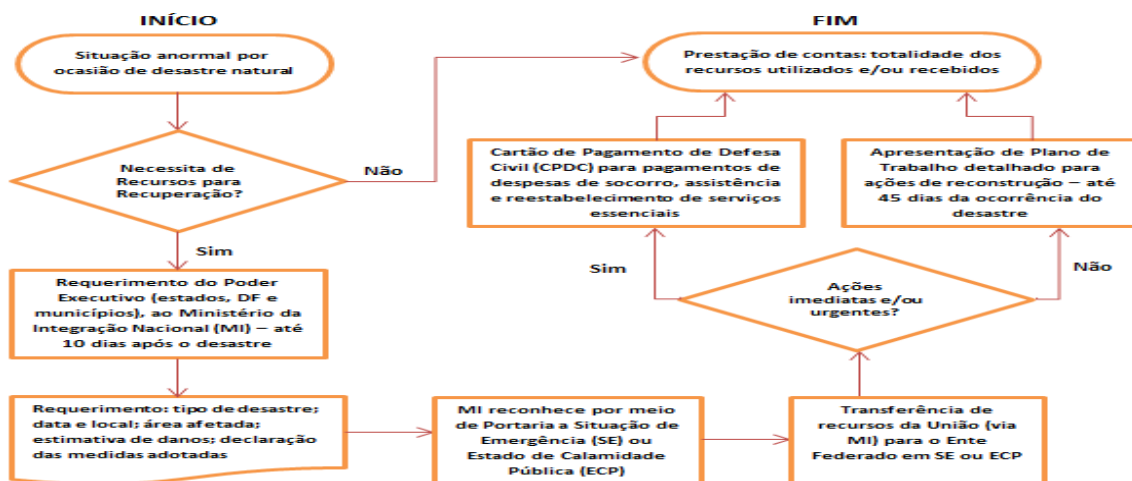 INÍCIO
Situação anormal por
ocasião de desastre natural
Necessita de
Recursos para
Recuperação?
Não
Sim
Requerimento do Poder
Executivo (estados, DF e
municípios), ao Ministério da
Integração Nacional (MI) – até
10 dias após o desastre
Requerimento: tipo de desastre;
data e local; área afetada;
estimativa de danos; declaração
das medidas adotadas
MI reconhece por meio
de Portaria a Situação de
Emergência (SE) ou
Estado de Calamidade
Pública (ECP)
Transferência de
recursos da União (via
MI) para o Ente
Federado em SE ou ECP
Ações
imediatas e/ou
urgentes?
Sim
Não
Cartão de Pagamento de Defesa
Civil (CPDC) para pagamentos de
despesas de socorro, assistência
e reestabelecimento de serviços
essenciais
Apresentação de Plano de
Trabalho detalhado para
ações de reconstrução – até
45 dias da ocorrência do
desastre
FIM
Prestação de contas: totalidade dos
recursos utilizados e/ou recebidos